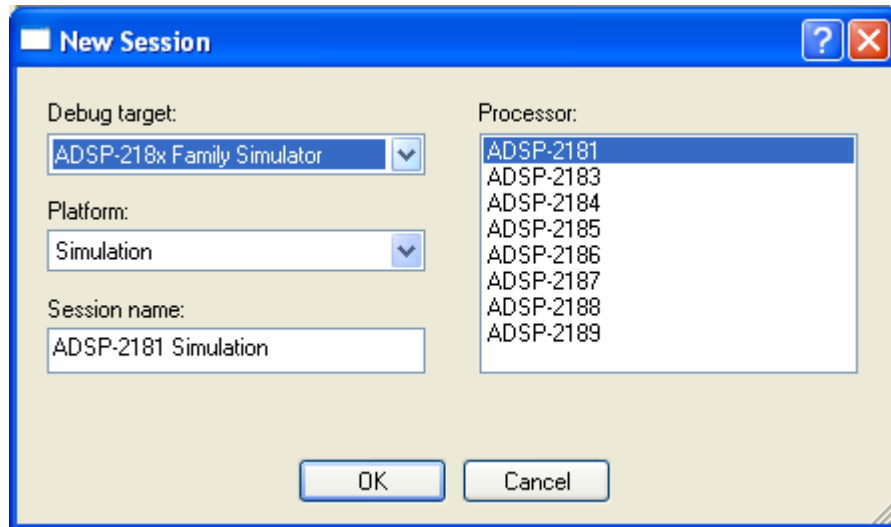 New Session
Debug target:
ADSP-218x Family Simulator
Platform:
Simulation
Session name:
ADSP-2181 Simulation
Processor:
ADSP-2181
ADSP-2183
ADSP-2184
ADSP-2185
ADSP-2186
ADSP-2187
ADSP-2188
ADSP-2189
OK
Cancel